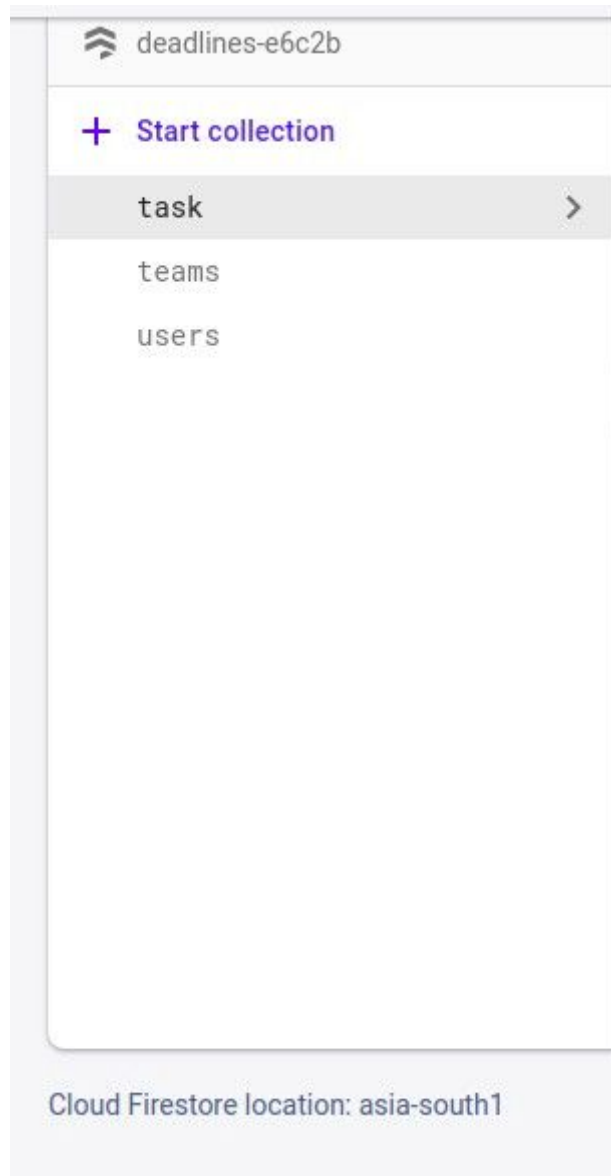 deadlines-e6c2b
+ Start collection
task
teams
users
Cloud Firestore location: asia-south1